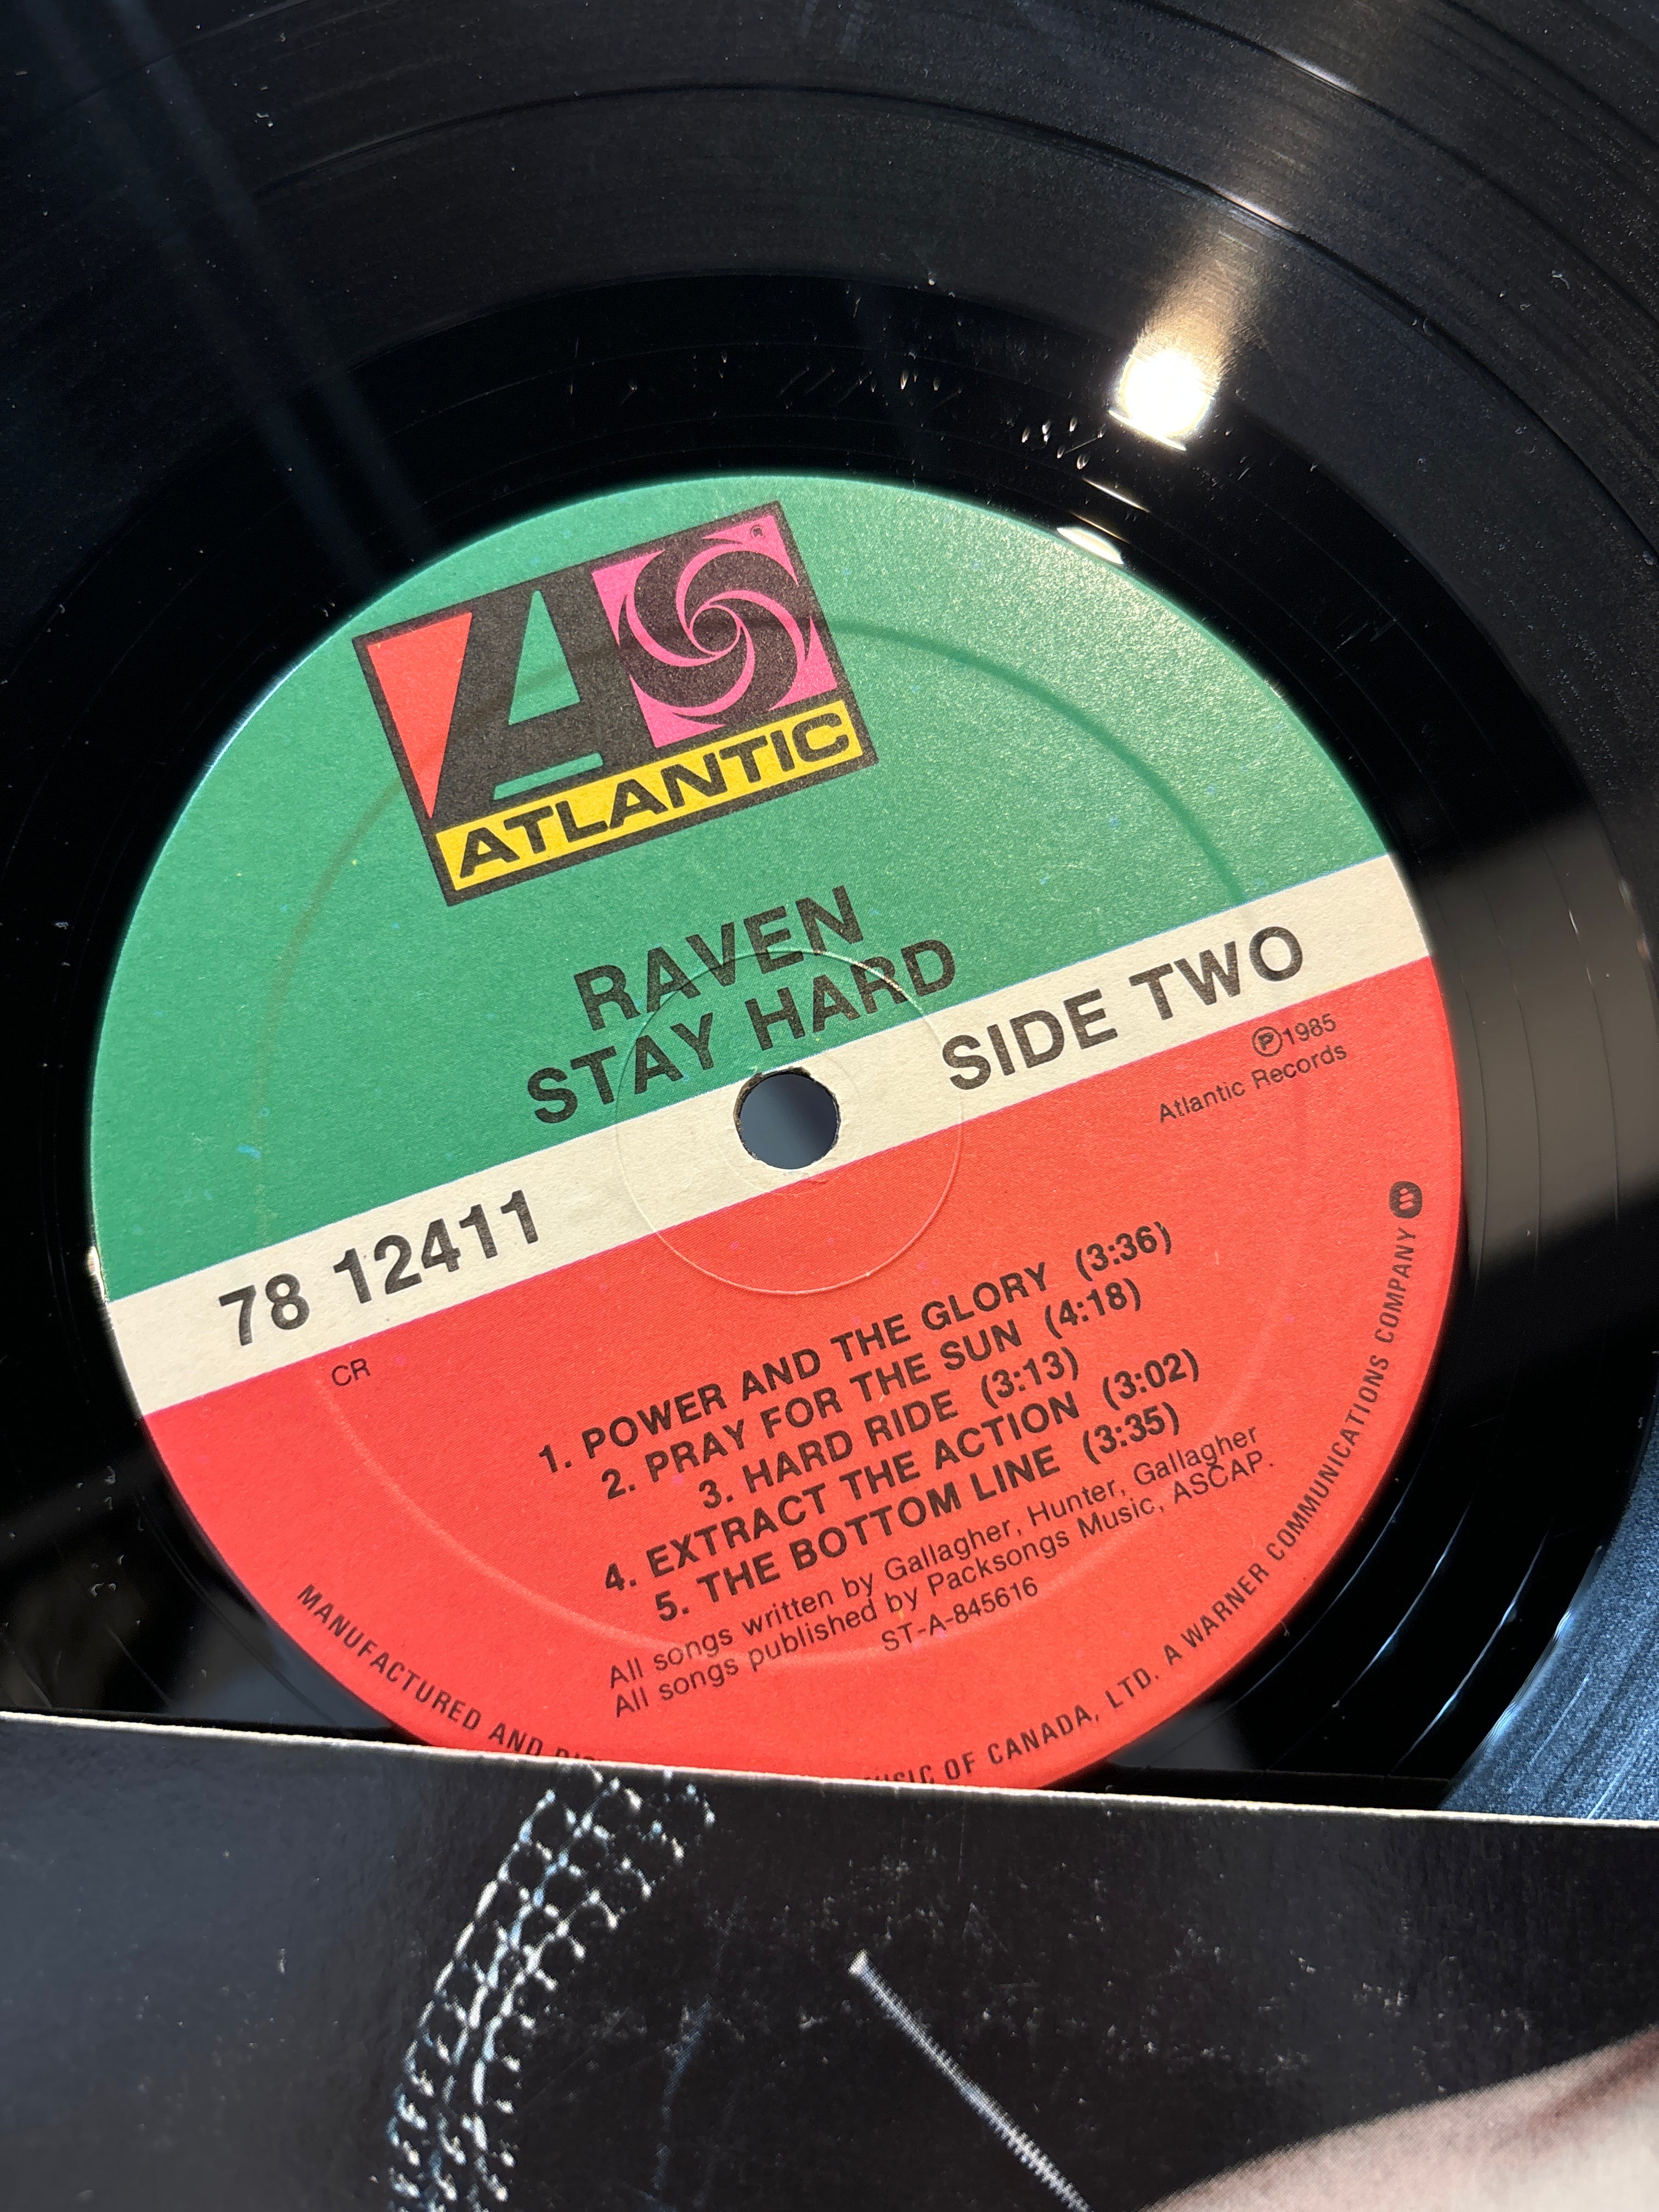 A
®
ATLANTIC
RAVEN
STAY HARD
SIDE TWO
℗1985
Atlantic Records
78 12411
CR
1. POWER AND THE GLORY (3:36)
2. PRAY FOR THE SUN (4:18)
3. HARD RIDE (3:13)
4. EXTRACT THE ACTION (3:02)
5. THE BOTTOM LINE (3:35)
All songs written by Gallagher, Hunter, Gallagher
All songs published by Packsongs Music, ASCAP.
ST-A-845616
MANUFACTURED AND OF CANADA, LTD. A WARNER COMMUNICATIONS COMPANY